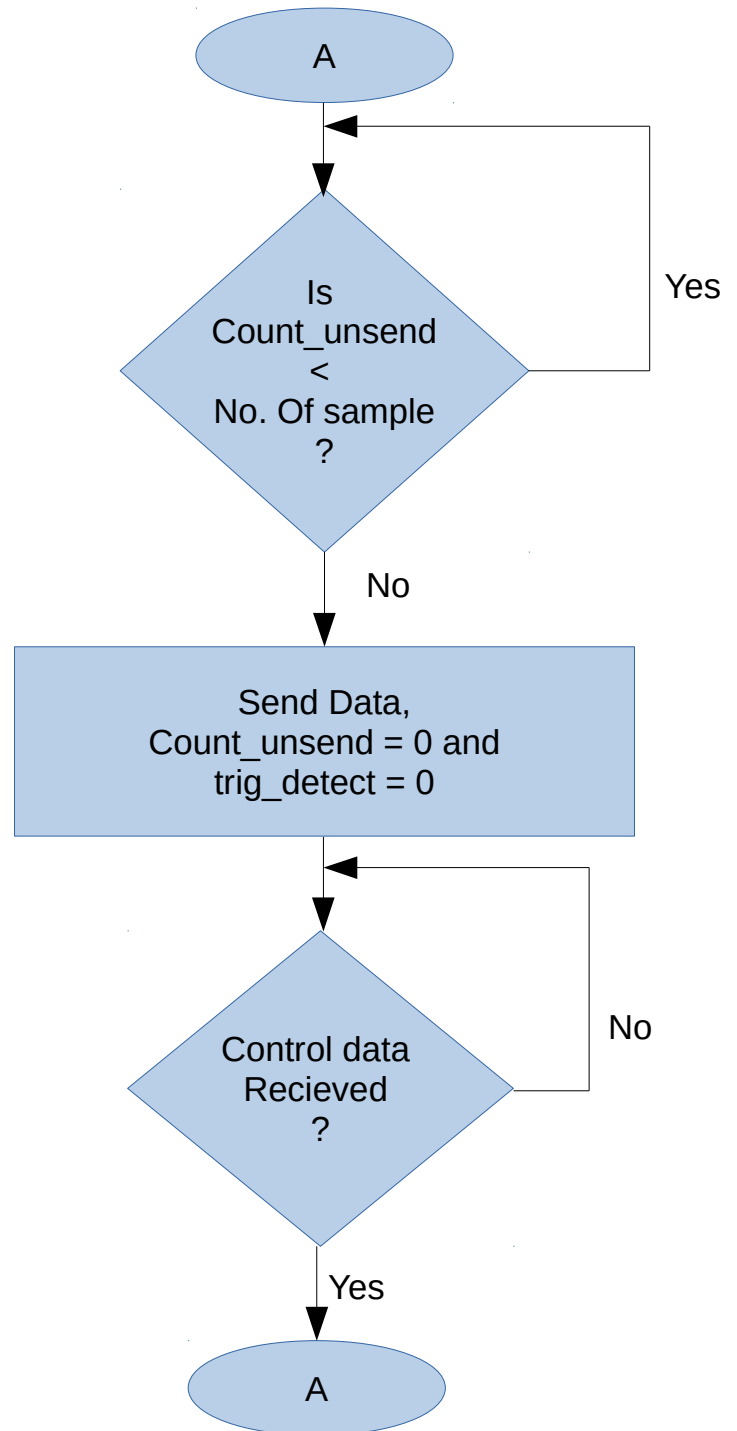 A
Is
Count_unsend
<
No. Of sample
?
Yes
No
Send Data,
Count_unsend = 0 and
trig_detect = 0
Control data
Recieved
?
No
Yes
A